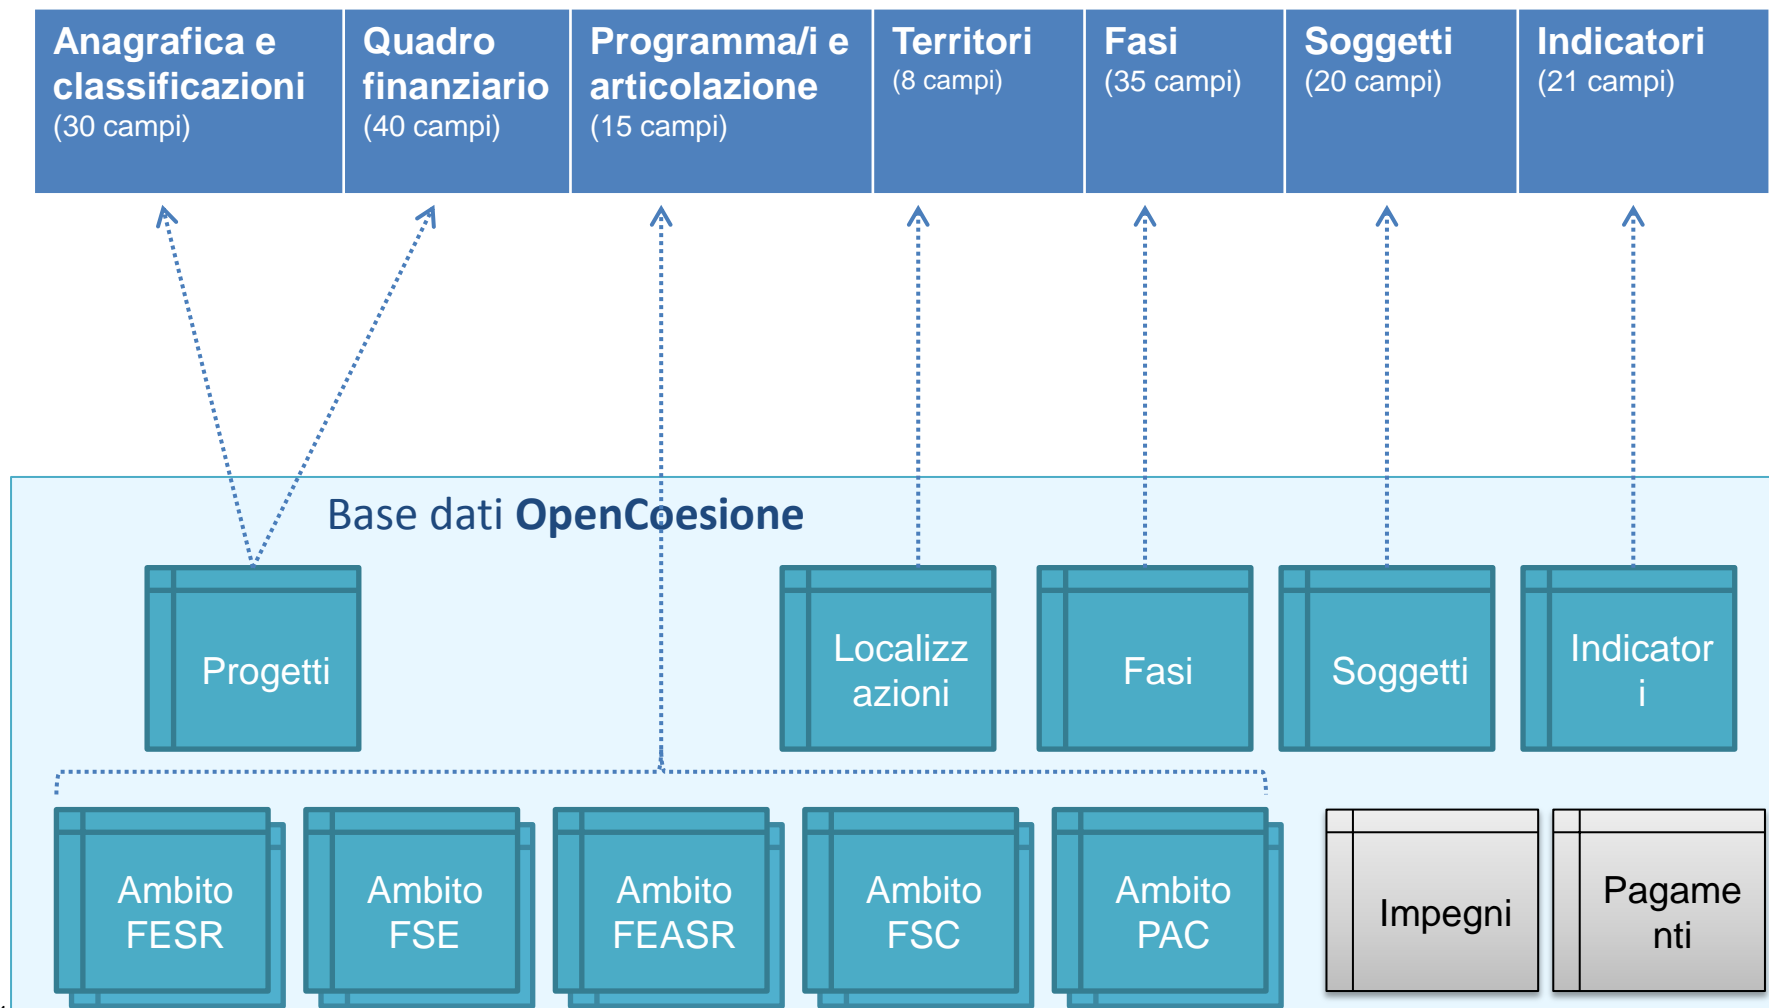 Anagrafica e
classificazioni
(30 campi)
Quadro
finanziario
(40 campi)
Programma/i e
articolazione
(15 campi)
Territori
(8 campi)
Fasi
(35 campi)
Soggetti
(20 campi)
Indicatori
(21 campi)
Base dati OpenCoesione
Progetti
Localizz
azioni
Fasi
Soggetti
Indicator
i
Ambito
FESR
Ambito
FSE
Ambito
FEASR
Ambito
FSC
Ambito
PAC
Impegni
Pagame
nti